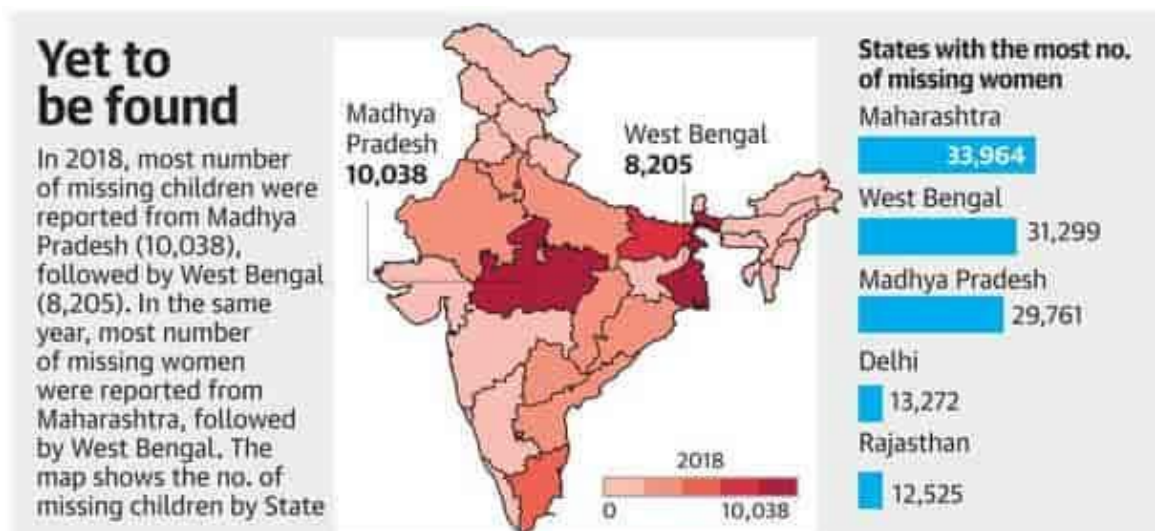 Yet to
be found
In 2018, most number
of missing children were
reported from Madhya
Pradesh (10,038),
followed by West Bengal
(8,205). In the same
year, most number
of missing women
were reported from
Maharashtra, followed
by West Bengal. The
map shows the no. of
missing children by State
Madhya
Pradesh
10,038
West Bengal
8,205
2018
0
10,038
States with the most no.
of missing women
Maharashtra
33,964
West Bengal
31,299
Madhya Pradesh
29,761
Delhi
13,272
Rajasthan
12,525